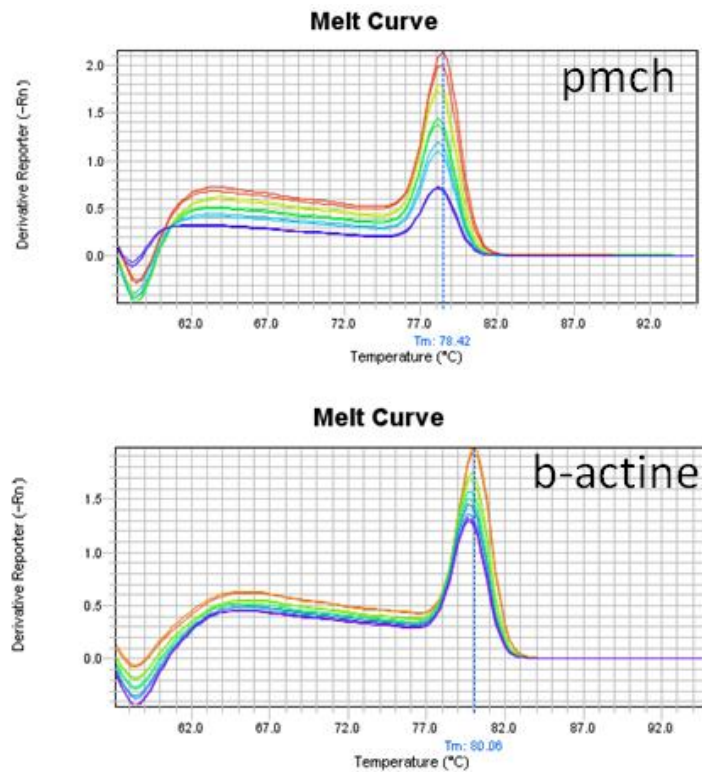 Melt Curve
pmch
Derivative Reporter (-Rn)
2.0
1.5
1.0
0.5
0.0
62.0 67.0 72.0 77.0 82.0 87.0 92.0
Tm: 78.42
Temperature (°C)
Melt Curve
b-actine
Derivative Reporter (-Rn)
1.5
1.0
0.5
0.0
62.0 67.0 72.0 77.0 82.0 87.0 92.0
Tm: 80.06
Temperature (°C)